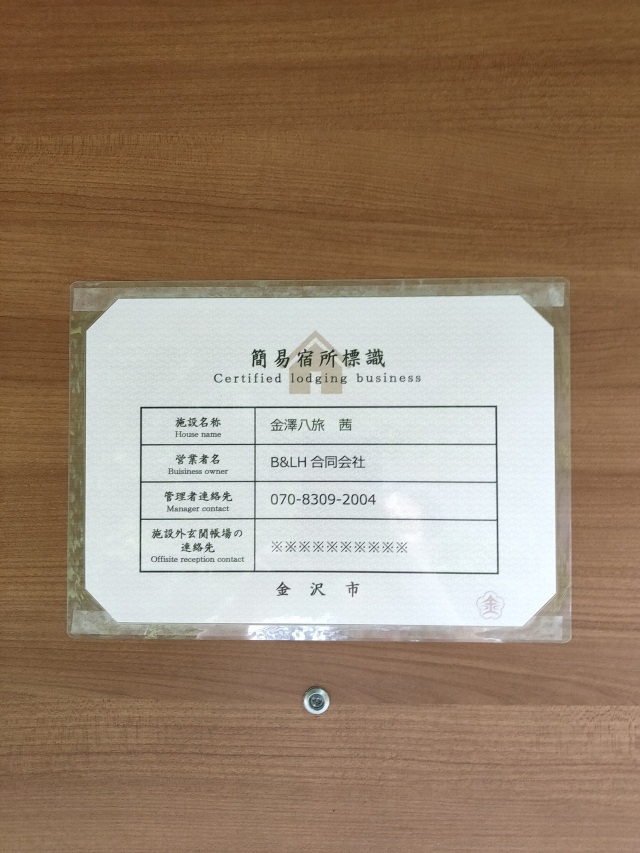 簡易宿所標識
Certified lodging business
施設名称
House name
金澤八旅 茜
営業者名
Buisiness owner
B&LH 合同会社
管理者連絡先
Manager contact
070-8309-2004
施設外玄関帳場の
連絡先
Offisite reception contact
※※※※※※※※※※
金沢市
金